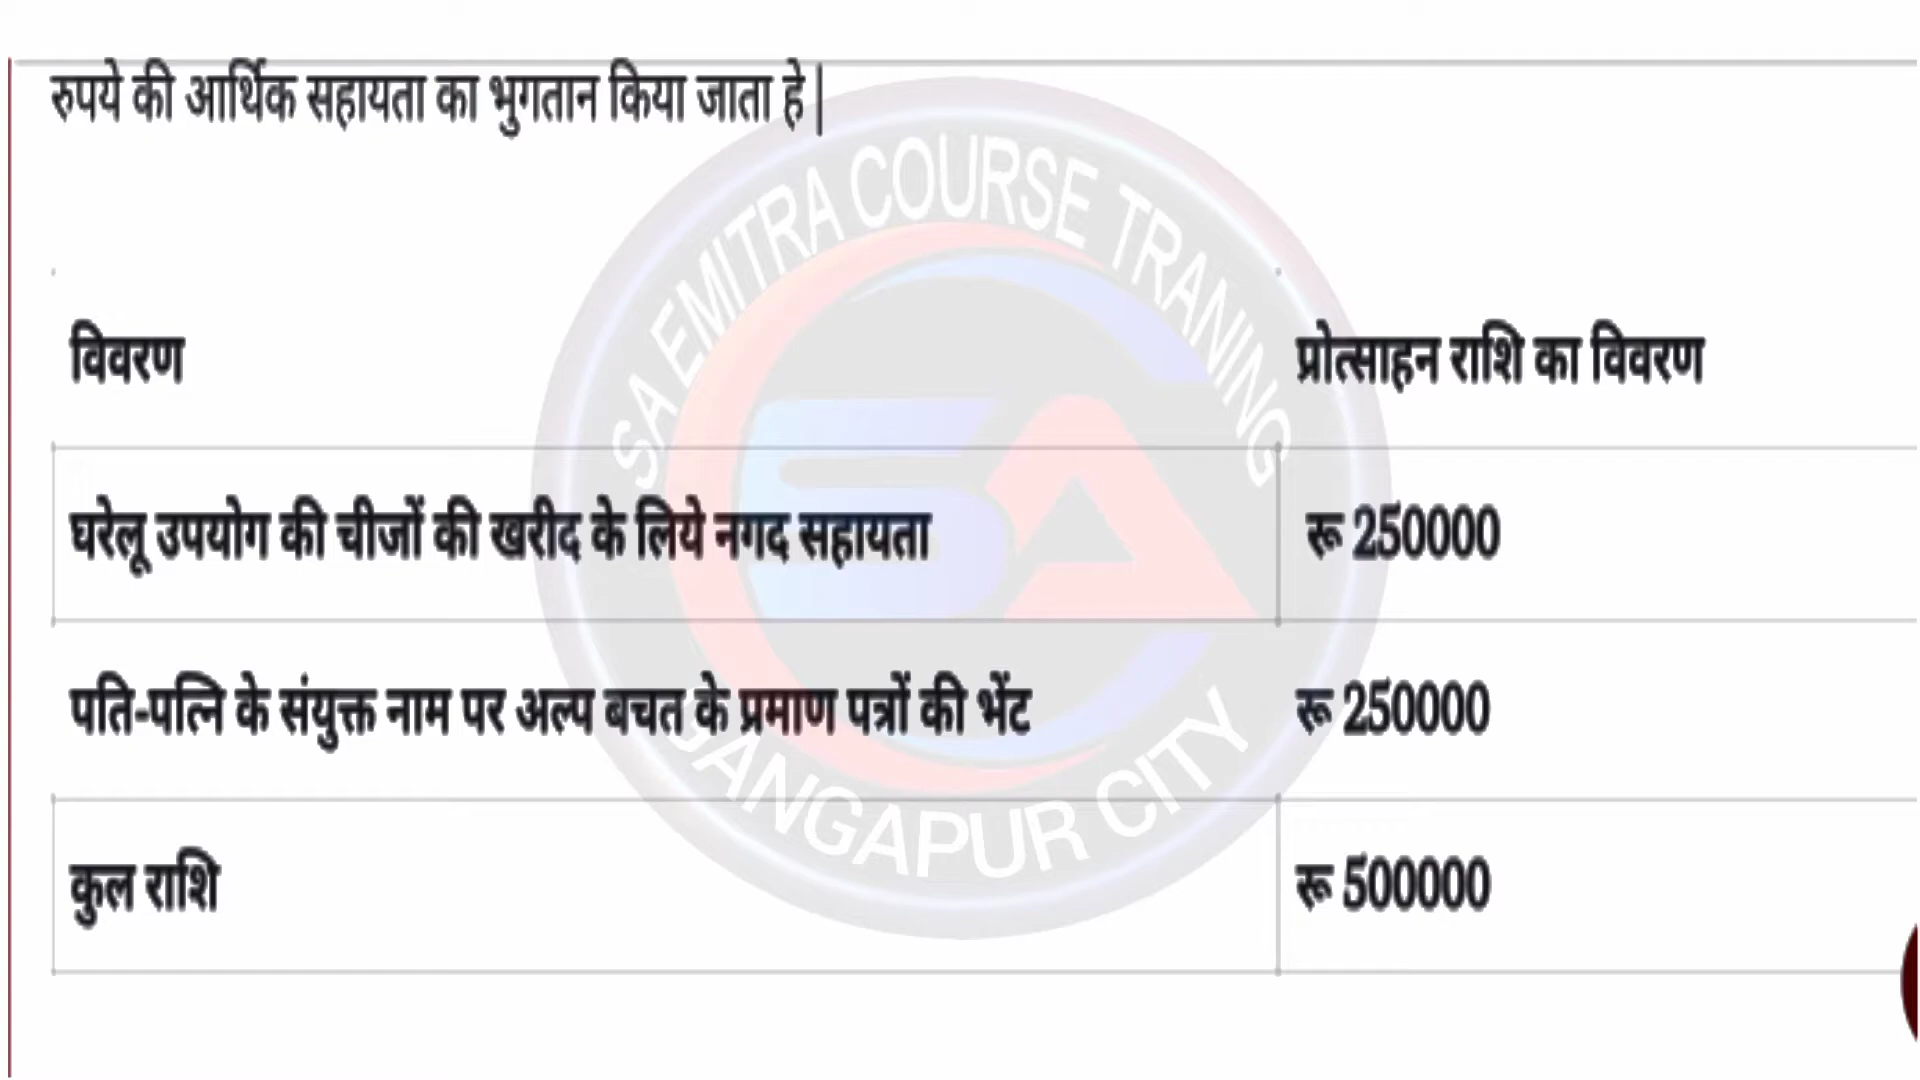 रुपये की आर्थिक सहायता का भुगतान किया जाता हे |
SA EMITRA COURSE TRANING
विवरण
प्रोत्साहन राशि का विवरण
घरेलू उपयोग की चीजों की खरीद के लिये नगद सहायता
रू 250000
SA
पति-पत्नि के संयुक्त नाम पर अल्प बचत के प्रमाण पत्रों की भेंट
रू 250000
GANGAPUR CITY
कुल राशि
रू 500000